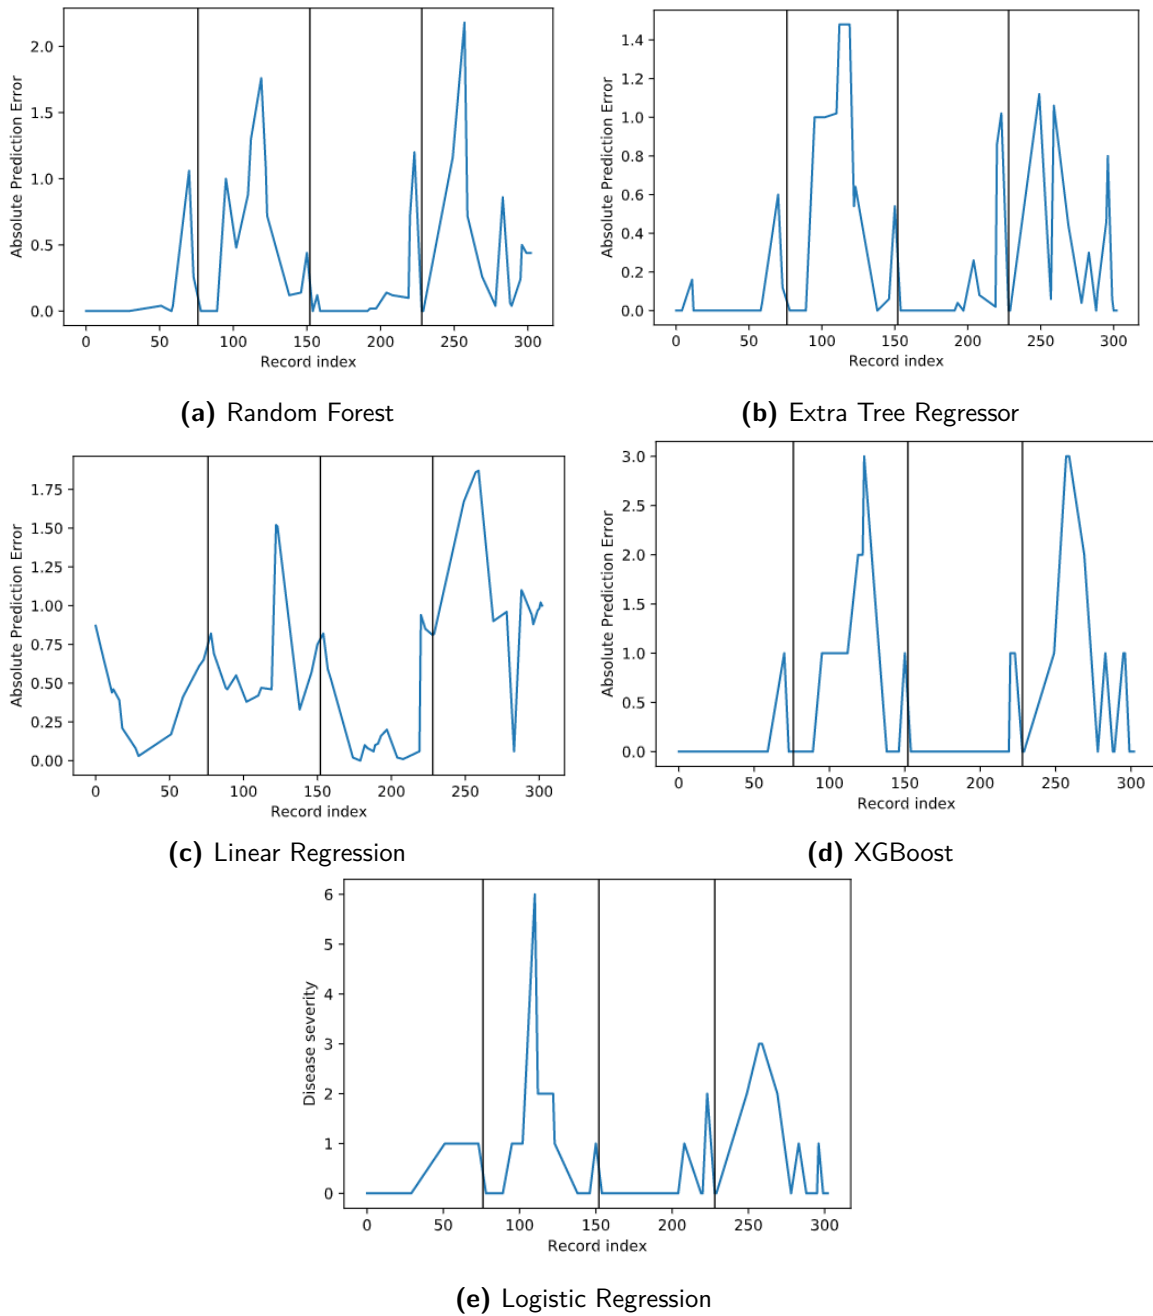 2.0
1.5
1.0
0.5
0.0
Absolute Prediction Error
0 50 100 150 200 250 300
Record index
(a) Random Forest
1.4
1.2
1.0
0.8
0.6
0.4
0.2
0.0
Absolute Prediction Error
0 50 100 150 200 250 300
Record index
(b) Extra Tree Regressor
1.75
1.50
1.25
1.00
0.75
0.50
0.25
0.00
Absolute Prediction Error
0 50 100 150 200 250 300
Record index
(c) Linear Regression
3.0
2.5
2.0
1.5
1.0
0.5
0.0
Absolute Prediction Error
0 50 100 150 200 250 300
Record index
(d) XGBoost
6
5
4
3
2
1
0
Disease severity
0 50 100 150 200 250 300
Record index
(e) Logistic Regression